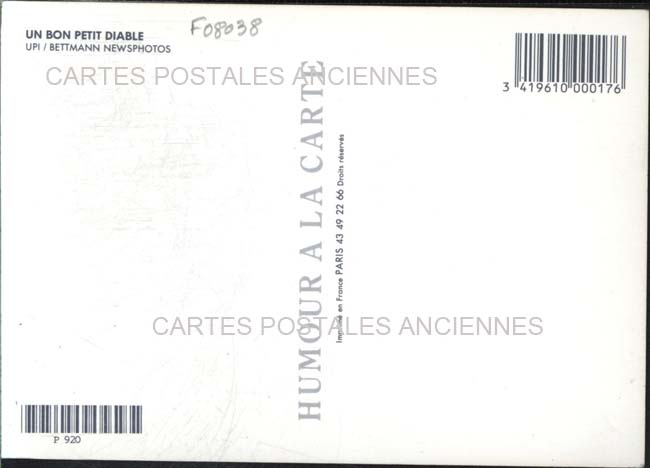 UN BON PETIT DIABLE
UPI / BETTMANN NEWSPHOTOS
F08038
CARTES POSTALES ANCIENNES
3 419610 000176
HUMOUR A LA CARTE
Imprimé en France PARIS 43 49 22 66 Droits réservés
CARTES POSTALES ANCIENNES
P 920